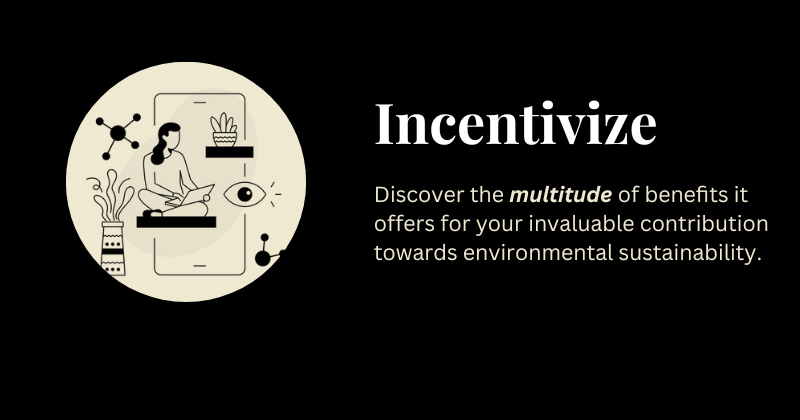 Incentivize
Discover the multitude of benefits it
offers for your invaluable contribution
towards environmental sustainability.